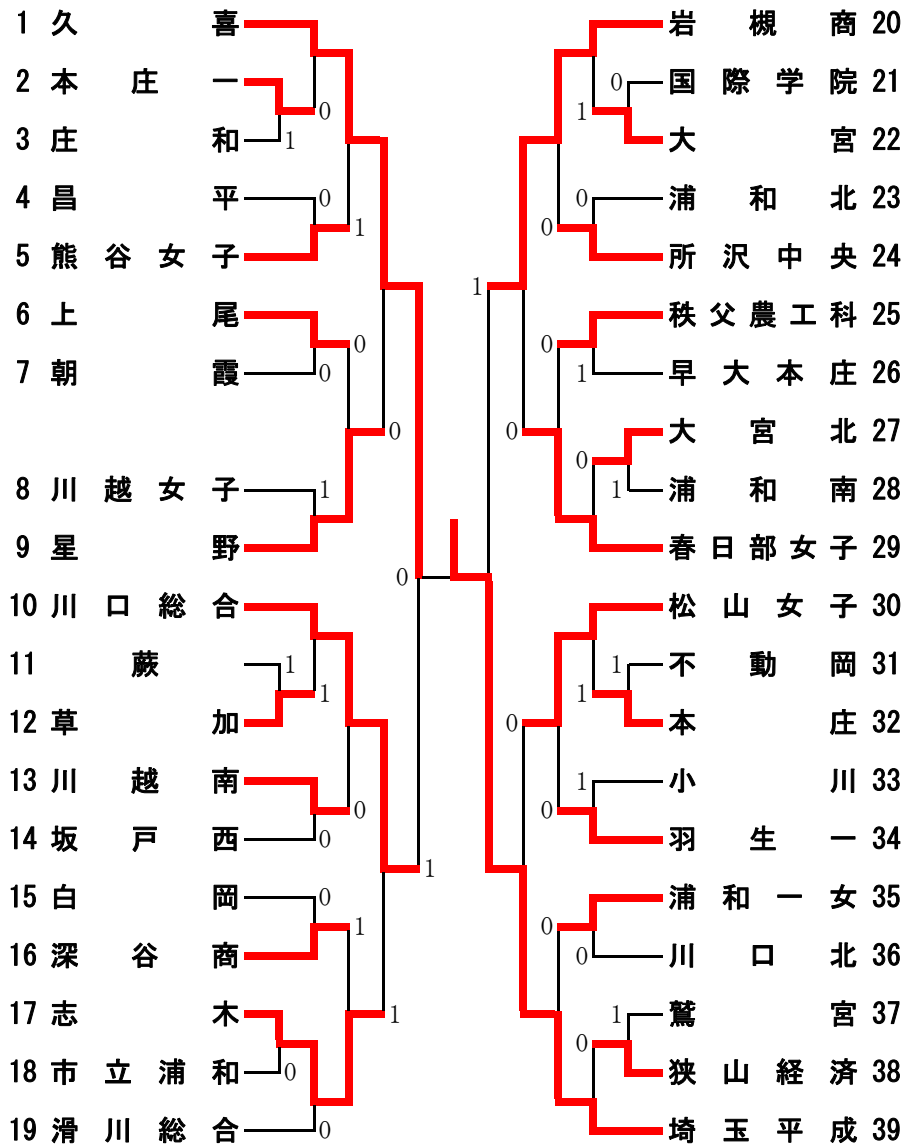 1 久喜 岩槻商 20
2 本庄一 0 国際学院 21
0 1
3 庄和 1 大宮 22
4 昌平 0 0 浦和北 23
1 0
5 熊谷女子 所沢中央 24
1
6 上尾 秩父農工科 25
0 0
7 朝霞 0 1 早大本庄 26
0 0 大宮北 27
0
8 川越女子 1 1 浦和南 28
9 星野 春日部女子 29
0
10 川口総合 松山女子 30
11 蕨 1 1 不動岡 31
1 1
12 草加 0 本庄 32
13 川越南 1 小川 33
0 0
14 坂戸西 0 羽生一 34
1
15 白岡 0 浦和一女 35
1 0
16 深谷商 0 川口北 36
17 志木 1 1 鷲宮 37
0
18 市立浦和 0 狭山経済 38
19 滑川総合 0 埼玉平成 39